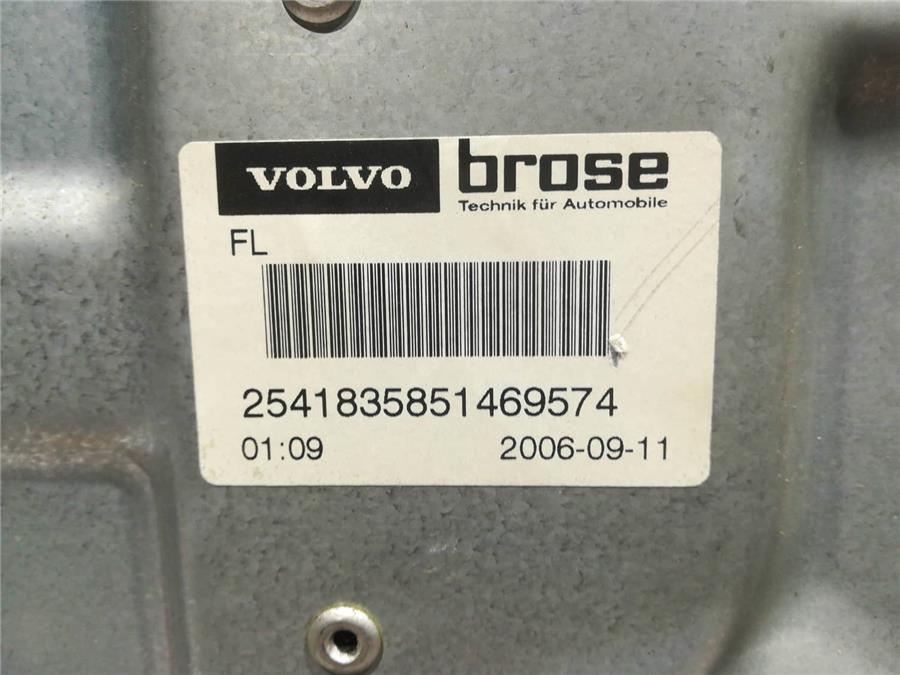 VOLVO
brose
Technik für Automobile
FL
2541835851469574
01:09 2006-09-11